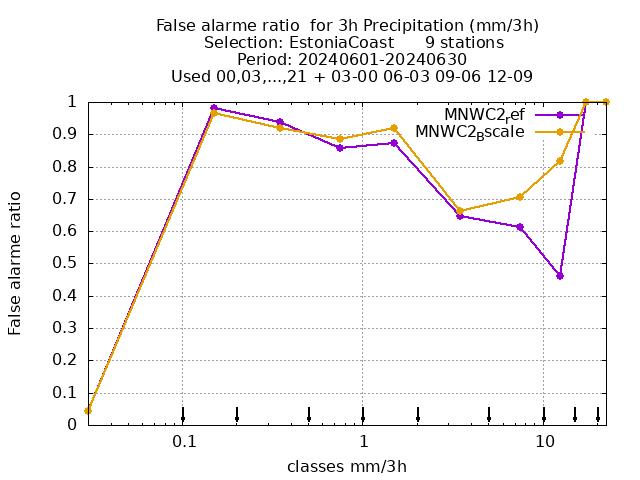 False alarme ratio  for 3h Precipitation (mm/3h)
Selection: EstoniaCoast      9 stations
Period: 20240601-20240630
Used 00,03,...,21 + 03-00 06-03 09-06 12-09
MNWC2ref
MNWC2Bscale
1
0.9
0.8
0.7
0.6
0.5
0.4
0.3
0.2
0.1
0
False alarme ratio
0.1 1 10
classes mm/3h